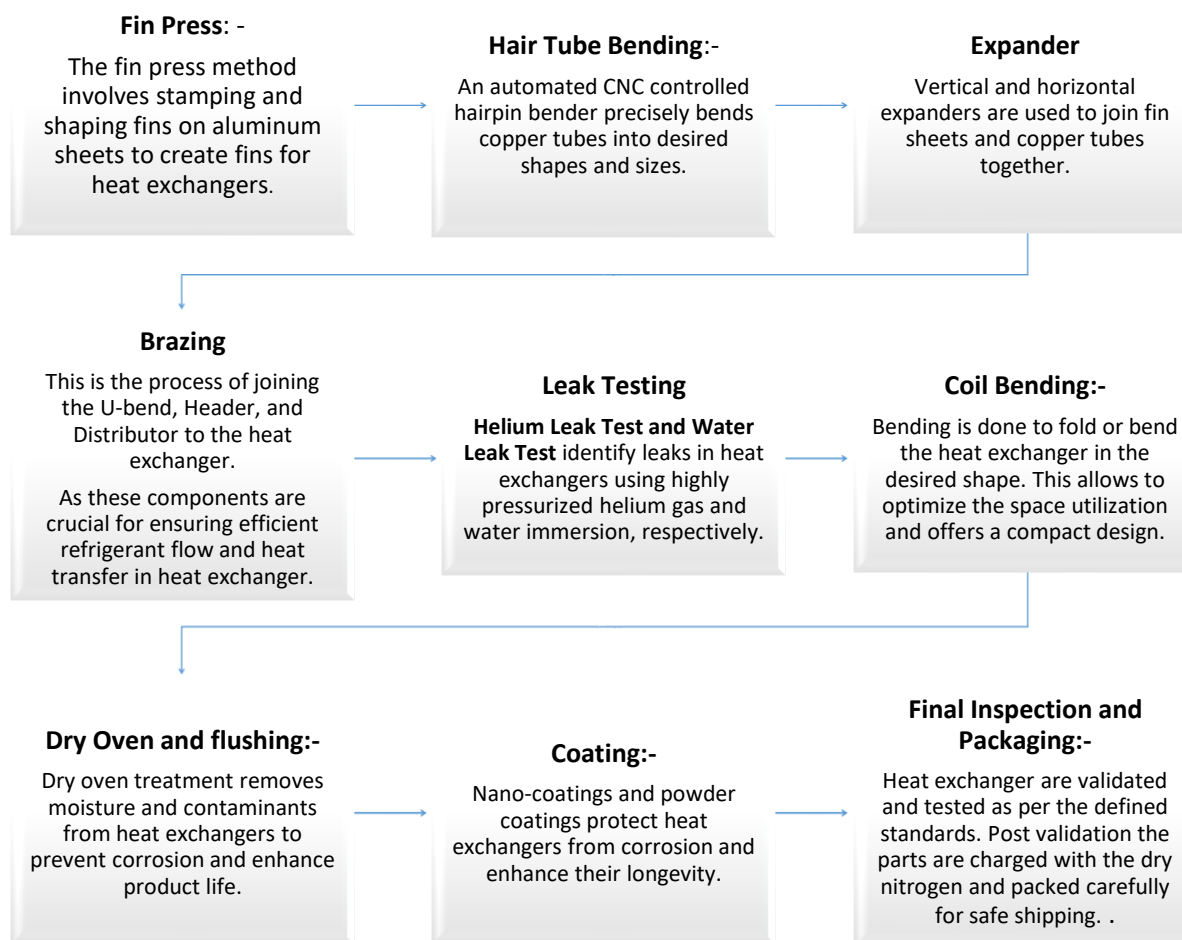 Fin Press: -
The fin press method
involves stamping and
shaping fins on aluminum
sheets to create fins for
heat exchangers.
Hair Tube Bending:-
An automated CNC controlled
hairpin bender precisely bends
copper tubes into desired
shapes and sizes.
Expander
Vertical and horizontal
expanders are used to join fin
sheets and copper tubes
together.
Brazing
This is the process of joining
the U-bend, Header, and
Distributor to the heat
exchanger.
As these components are
crucial for ensuring efficient
refrigerant flow and heat
transfer in heat exchanger.
Leak Testing
Helium Leak Test and Water
Leak Test identify leaks in heat
exchangers using highly
pressurized helium gas and
water immersion, respectively.
Coil Bending:-
Bending is done to fold or bend
the heat exchanger in the
desired shape. This allows to
optimize the space utilization
and offers a compact design.
Dry Oven and flushing:-
Dry oven treatment removes
moisture and contaminants
from heat exchangers to
prevent corrosion and enhance
product life.
Coating:-
Nano-coatings and powder
coatings protect heat
exchangers from corrosion and
enhance their longevity.
Final Inspection and
Packaging:-
Heat exchanger are validated
and tested as per the defined
standards. Post validation the
parts are charged with the dry
nitrogen and packed carefully
for safe shipping. .